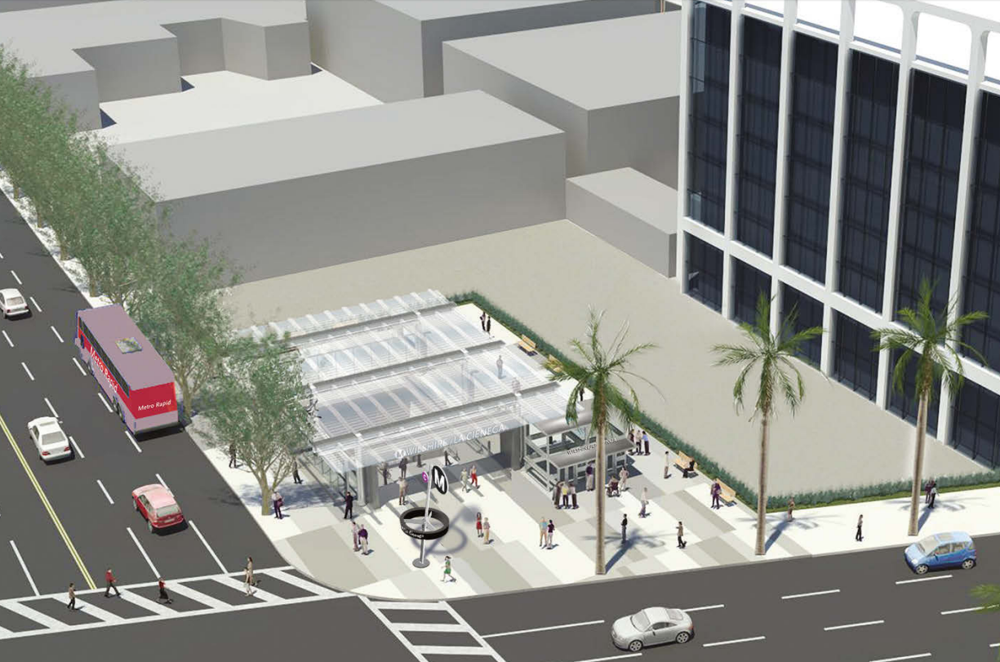 Metro Rapid
Metro Rapid
WILSHIRE / LA CIENEGA
M